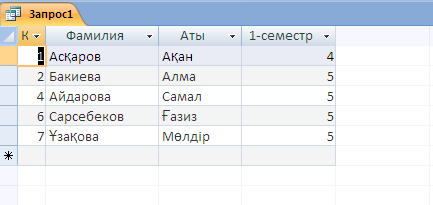 Запрос1
К Фамилия Аты 1-семестр
1 Асқаров Ақан 4
2 Бакиева Алма 5
4 Айдарова Самал 5
6 Сарсебеков Ғазиз 5
7 Ұзақова Мөлдір 5